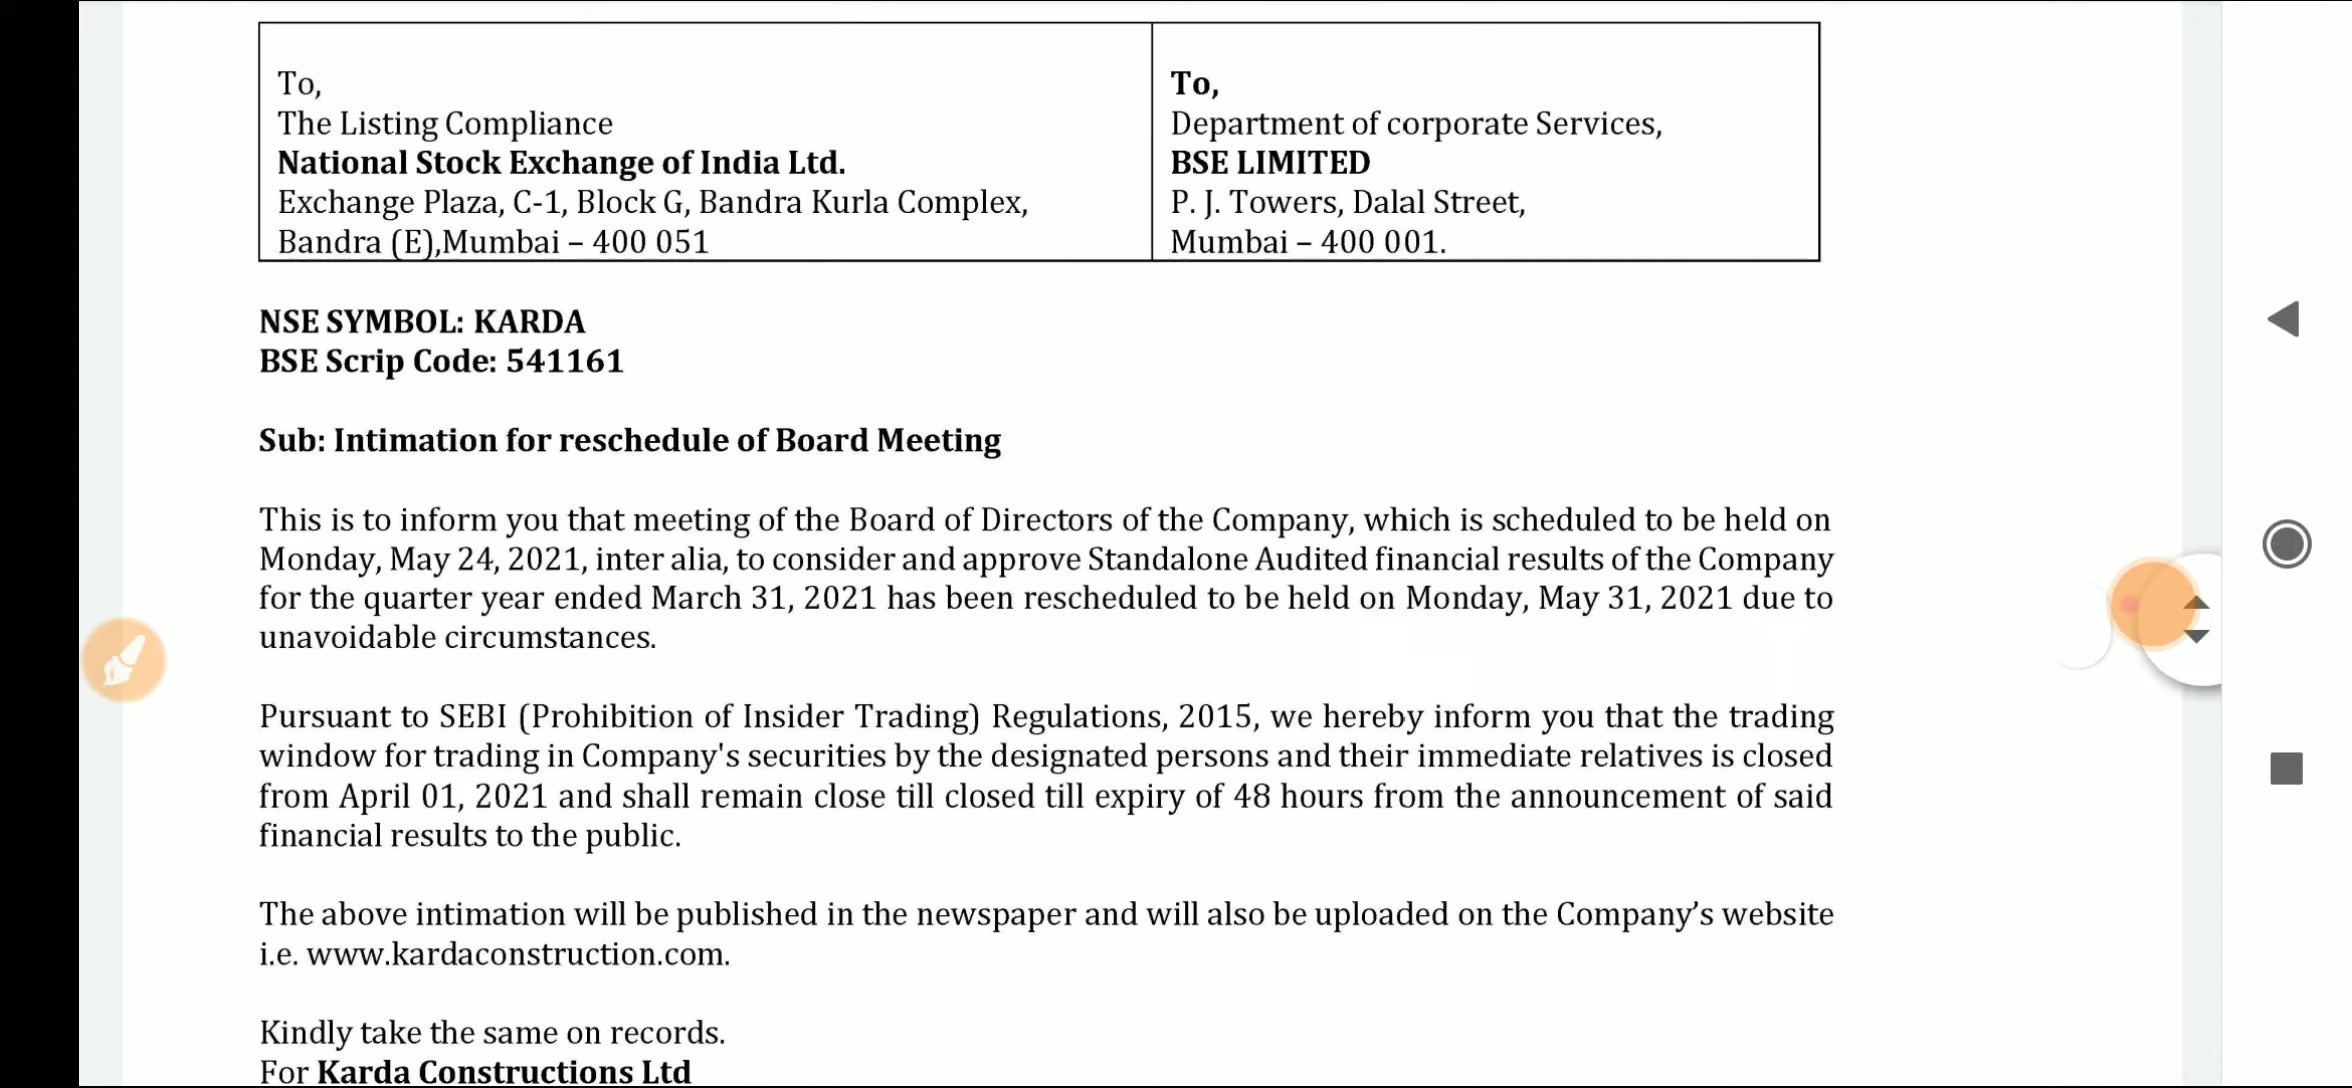 To,
The Listing Compliance
National Stock Exchange of India Ltd.
Exchange Plaza, C-1, Block G, Bandra Kurla Complex,
Bandra (E),Mumbai – 400 051
To,
Department of corporate Services,
BSE LIMITED
P. J. Towers, Dalal Street,
Mumbai – 400 001.
NSE SYMBOL: KARDA
BSE Scrip Code: 541161
Sub: Intimation for reschedule of Board Meeting
This is to inform you that meeting of the Board of Directors of the Company, which is scheduled to be held on
Monday, May 24, 2021, inter alia, to consider and approve Standalone Audited financial results of the Company
for the quarter year ended March 31, 2021 has been rescheduled to be held on Monday, May 31, 2021 due to
unavoidable circumstances.
Pursuant to SEBI (Prohibition of Insider Trading) Regulations, 2015, we hereby inform you that the trading
window for trading in Company's securities by the designated persons and their immediate relatives is closed
from April 01, 2021 and shall remain close till closed till expiry of 48 hours from the announcement of said
financial results to the public.
The above intimation will be published in the newspaper and will also be uploaded on the Company’s website
i.e. www.kardaconstruction.com.
Kindly take the same on records.
For Karda Constructions Ltd